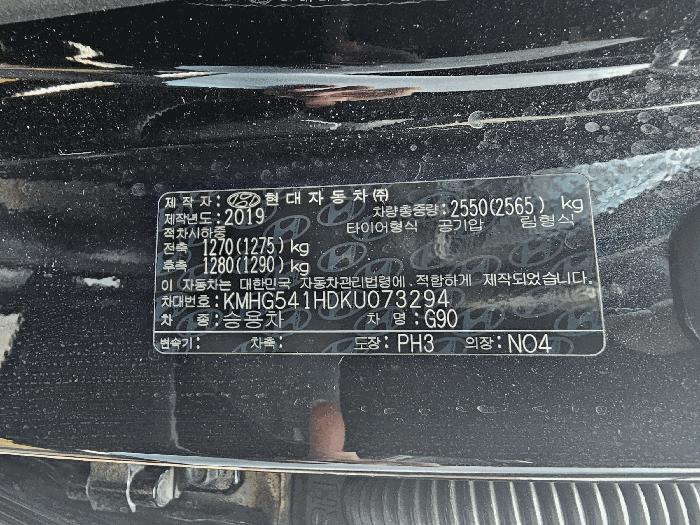 제 작 자: 현대자동차㈜
제작년도: 2019 차량총중량: 2550(2565) kg
적차시하중 타이어형식 공기압 림형식
전축 1270(1275) kg
후축 1280(1290) kg
이 자동차는 대한민국 자동차관리법령에 적합하게 제작되었습니다.
차대번호: KMHG541HDKU073294
차 종: 승용차 차 명: G90
변속기: 차축: 도장: PH3 의장: NO4